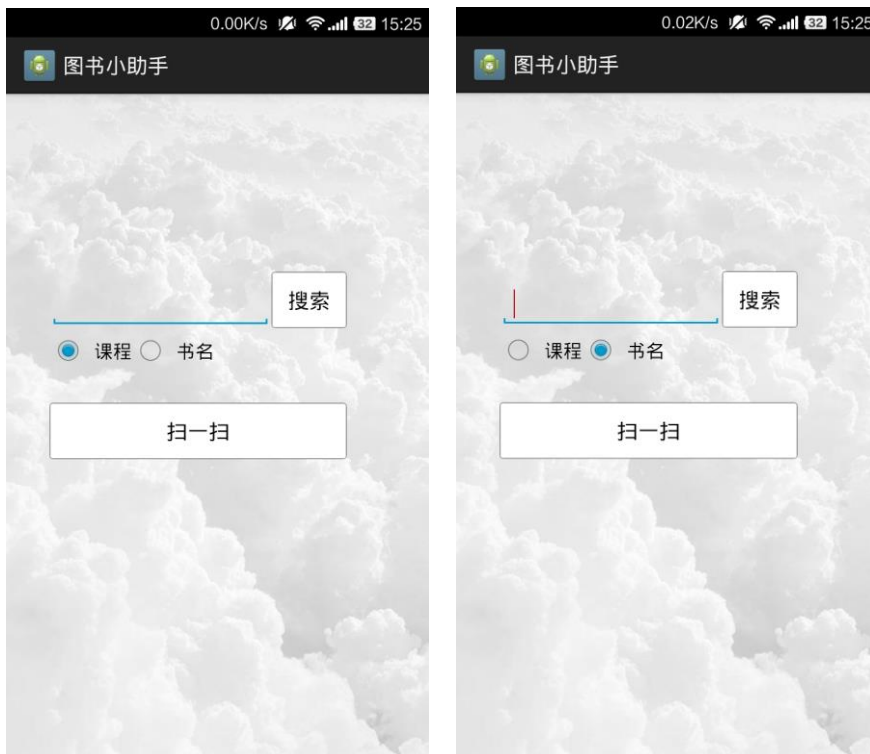 0.00K/s 32 15:25
图书小助手
搜索
课程 书名
扫一扫
0.02K/s 32 15:25
图书小助手
搜索
课程 书名
扫一扫